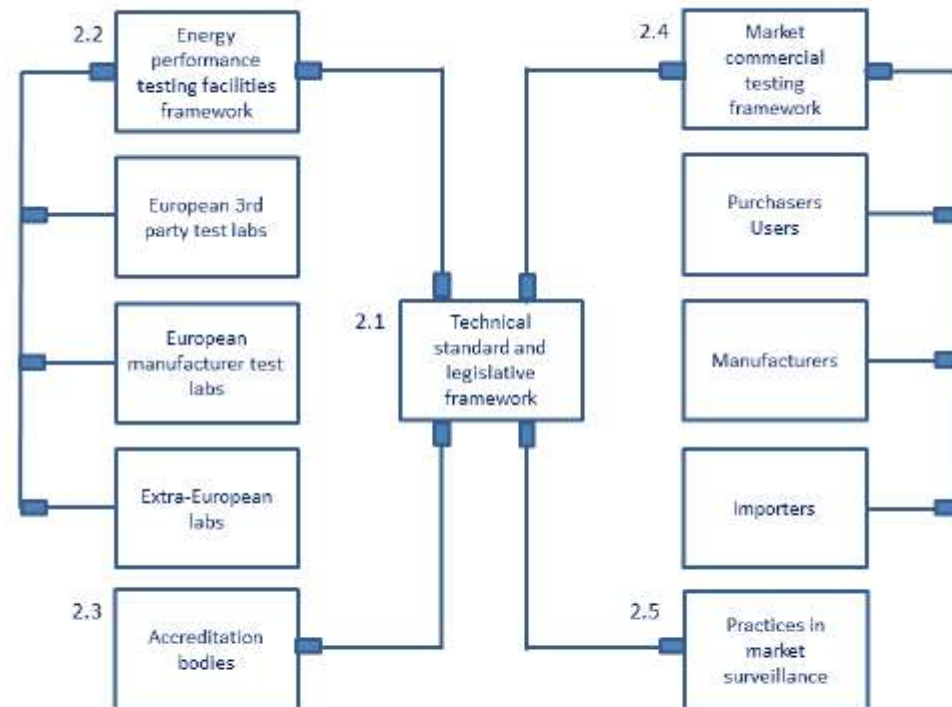 2.2
Energy
performance
testing facilities
framework
European 3rd
party test labs
European
manufacturer test
labs
Extra-European
labs
2.3
Accreditation
bodies
2.1
Technical
standard and
legislative
framework
2.4
Market
commercial
testing
framework
Purchasers
Users
Manufacturers
Importers
2.5
Practices in
market
surveillance